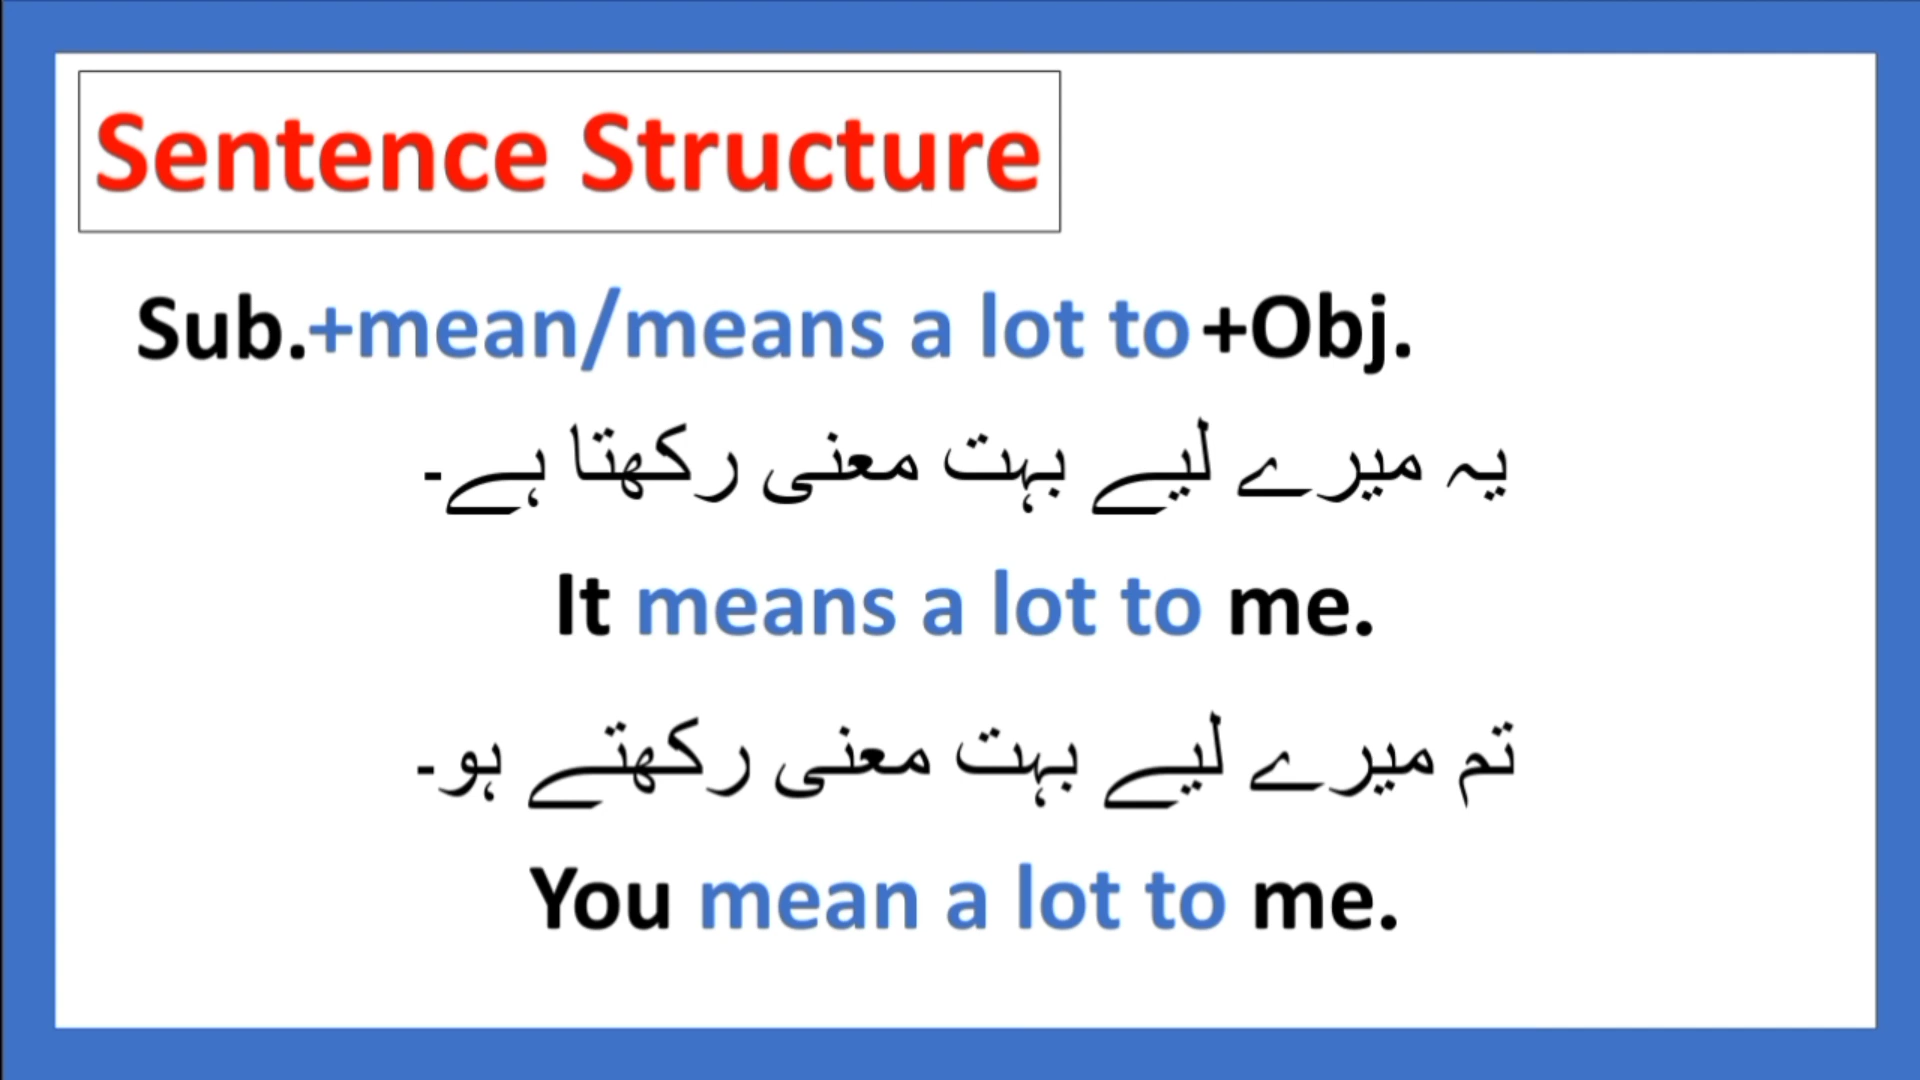 Sentence Structure
Sub.+mean/means a lot to+Obj.
یہ میرے لیے بہت معنی رکھتا ہے۔
It means a lot to me.
تم میرے لیے بہت معنی رکھتے ہو۔
You mean a lot to me.